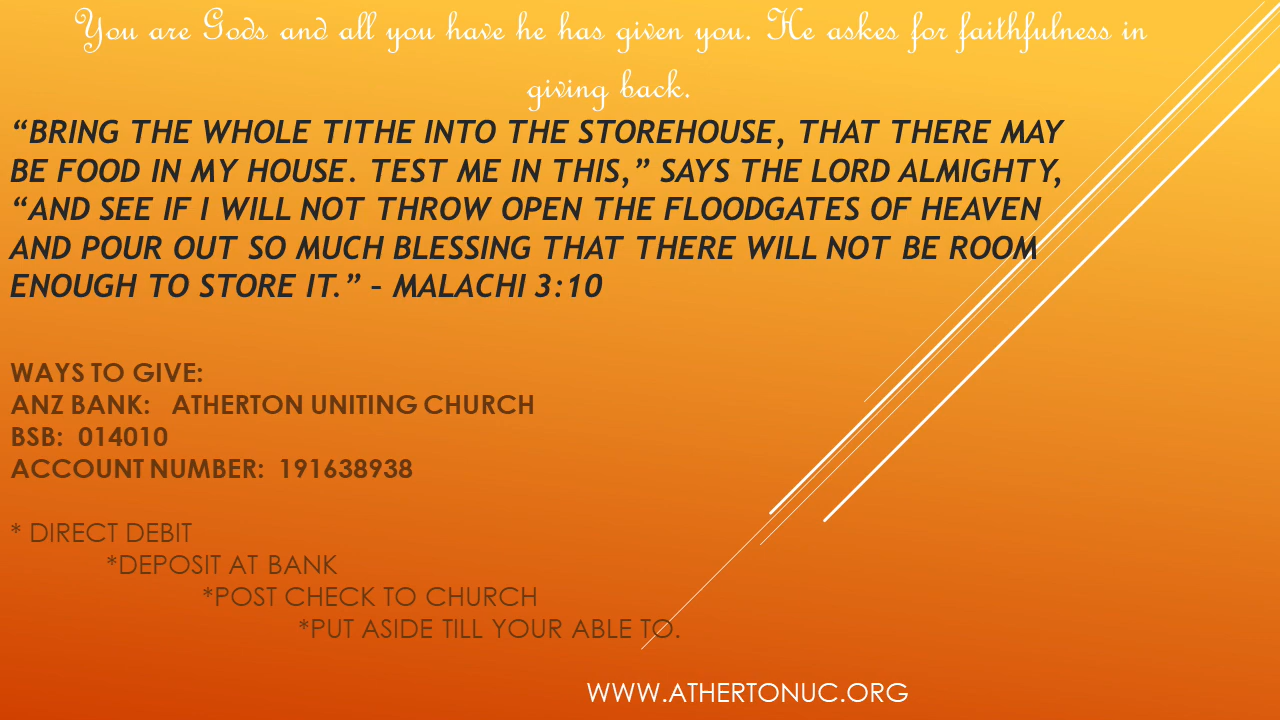 You are Gods and all you have he has given you. He askes for faithfulness in
giving back.
“BRING THE WHOLE TITHE INTO THE STOREHOUSE, THAT THERE MAY
BE FOOD IN MY HOUSE. TEST ME IN THIS,” SAYS THE LORD ALMIGHTY,
“AND SEE IF I WILL NOT THROW OPEN THE FLOODGATES OF HEAVEN
AND POUR OUT SO MUCH BLESSING THAT THERE WILL NOT BE ROOM
ENOUGH TO STORE IT.” – MALACHI 3:10
WAYS TO GIVE:
ANZ BANK: ATHERTON UNITING CHURCH
BSB: 014010
ACCOUNT NUMBER: 191638938
* DIRECT DEBIT
*DEPOSIT AT BANK
*POST CHECK TO CHURCH
*PUT ASIDE TILL YOUR ABLE TO.
WWW.ATHERTONUC.ORG